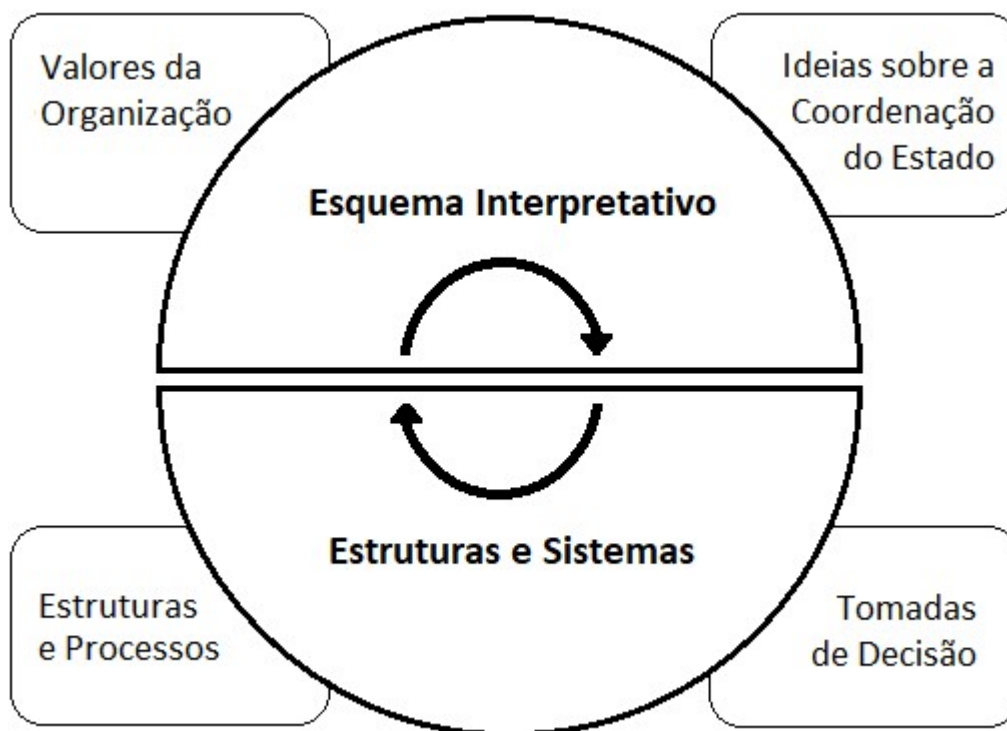 Valores da
Organização
Ideias sobre a
Coordenação
do Estado
Esquema Interpretativo
Estruturas e Sistemas
Estruturas
e Processos
Tomadas
de Decisão